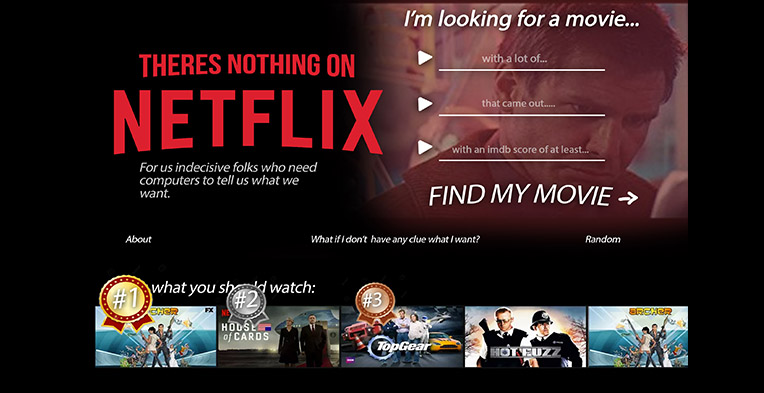 I'm looking for a movie...
THERES NOTHING ON
NETFLIX
For us indecisive folks who need
computers to tell us what we
want.
with a lot of...
that came out.....
with an imdb score of at least...
FIND MY MOVIE
About
What if I don't have any clue what I want?
Random
what you should watch:
#1
#2
#3
ARCHER
FX
HOUSE
of CARDS
TopGear
HOT FUZZ
ARCHER